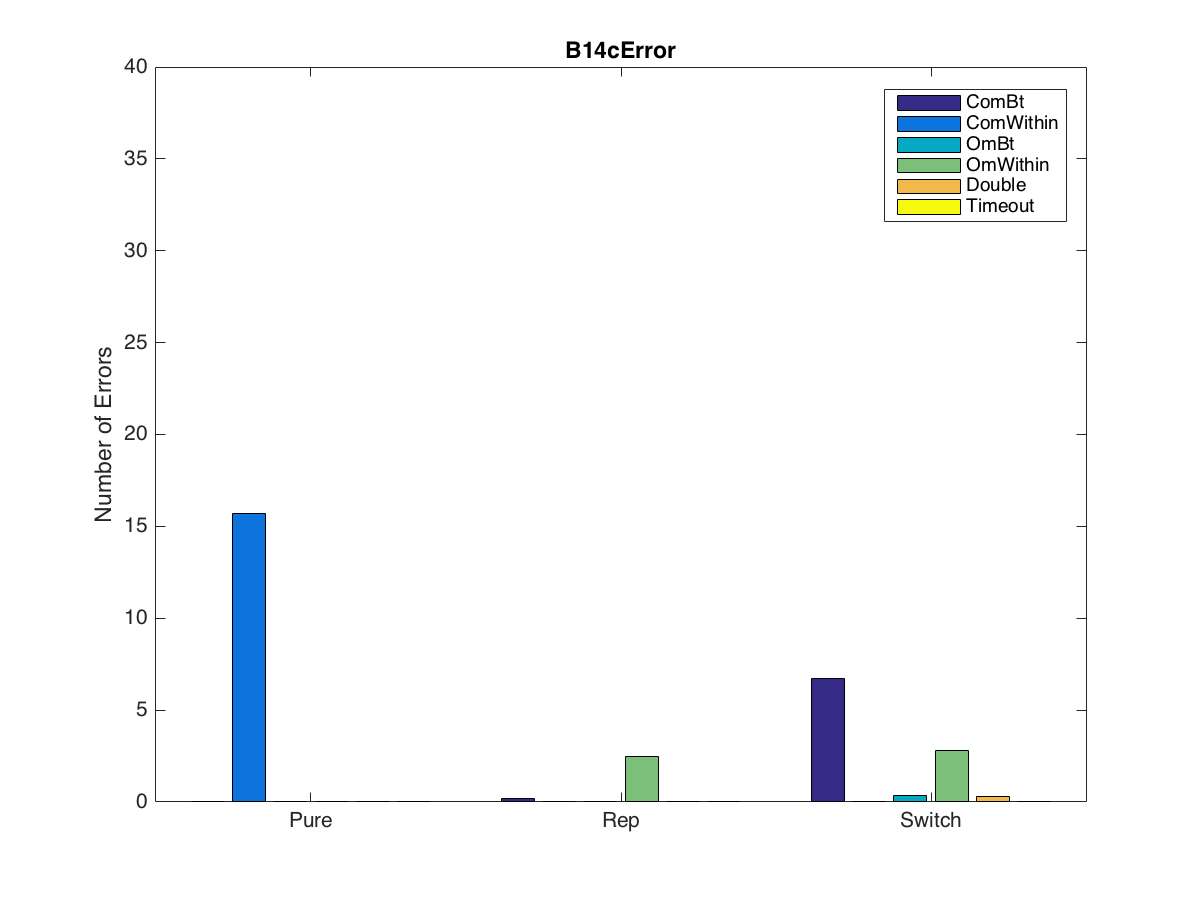 B14cError
40
35
30
25
20
15
10
5
0
Number of Errors
ComBt
ComWithin
OmBt
OmWithin
Double
Timeout
Pure
Rep
Switch